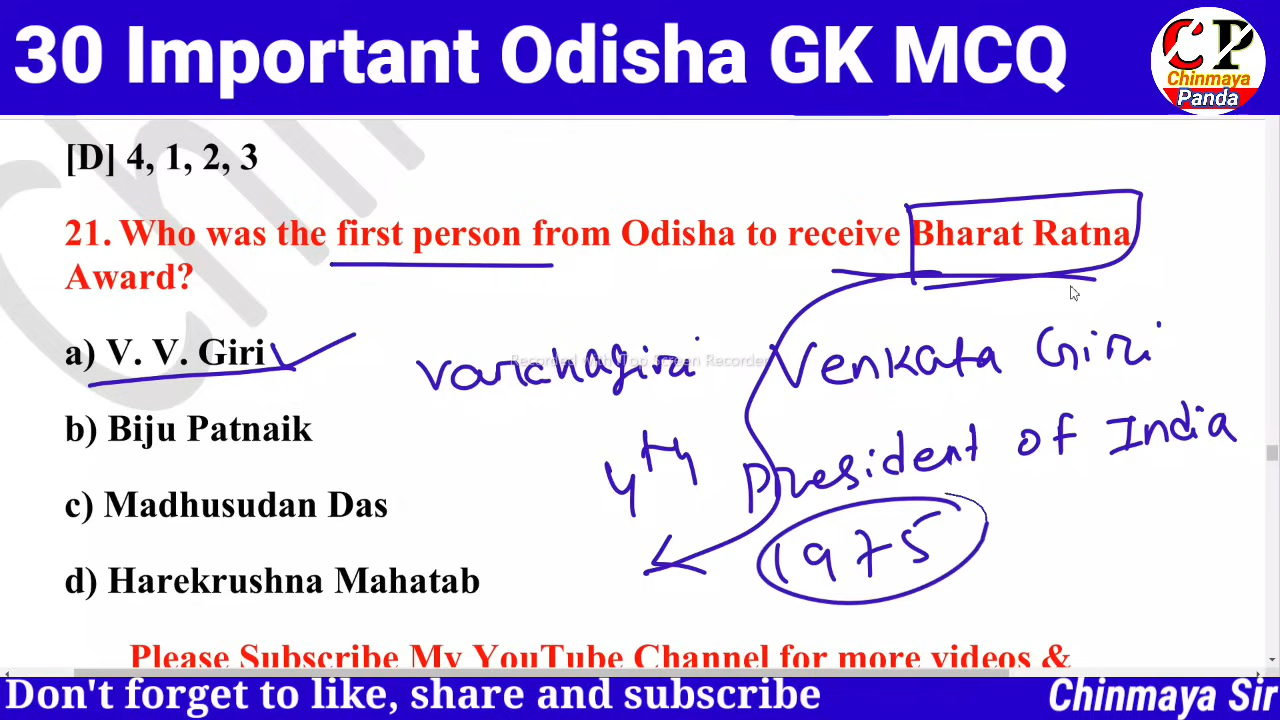 30 Important Odisha GK MCQ
CP
Chinmaya
Panda
[D] 4, 1, 2, 3
21. Who was the first person from Odisha to receive Bharat Ratna
Award?
a) V. V. Giri
Varahagiri Venkata Giri
b) Biju Patnaik
4th President of India
c) Madhusudan Das
1975
d) Harekrushna Mahatab
Please Subscribe My YouTube Channel for more videos &
Don't forget to like, share and subscribe
Chinmaya Sir